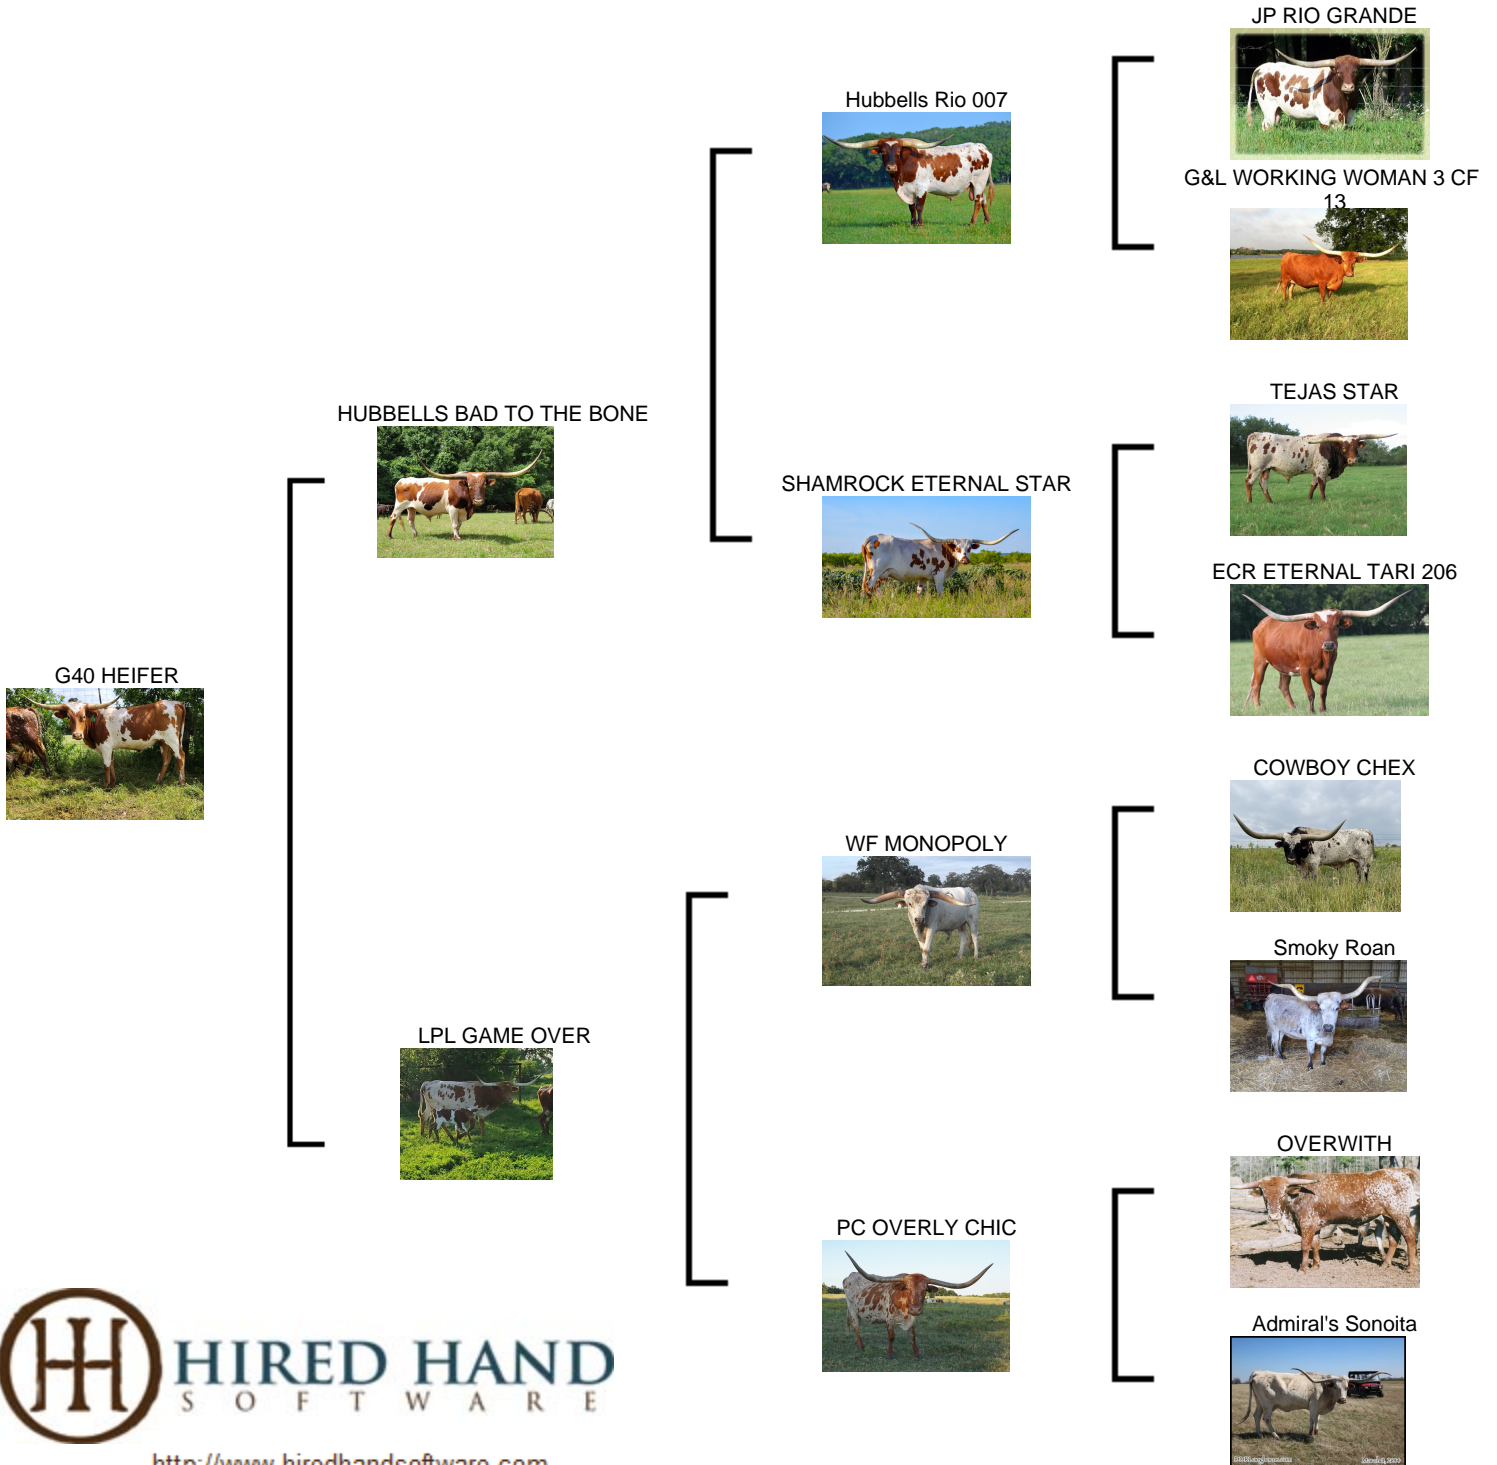 JP RIO GRANDE
Hubbells Rio 007
G&L WORKING WOMAN 3 CF
13
HUBBELLS BAD TO THE BONE
TEJAS STAR
SHAMROCK ETERNAL STAR
ECR ETERNAL TARI 206
G40 HEIFER
COWBOY CHEX
WF MONOPOLY
Smoky Roan
LPL GAME OVER
OVERWITH
PC OVERLY CHIC
Admiral's Sonoita
HIRED HAND
SOFTWARE
http://www.hiredhandsoftware.com